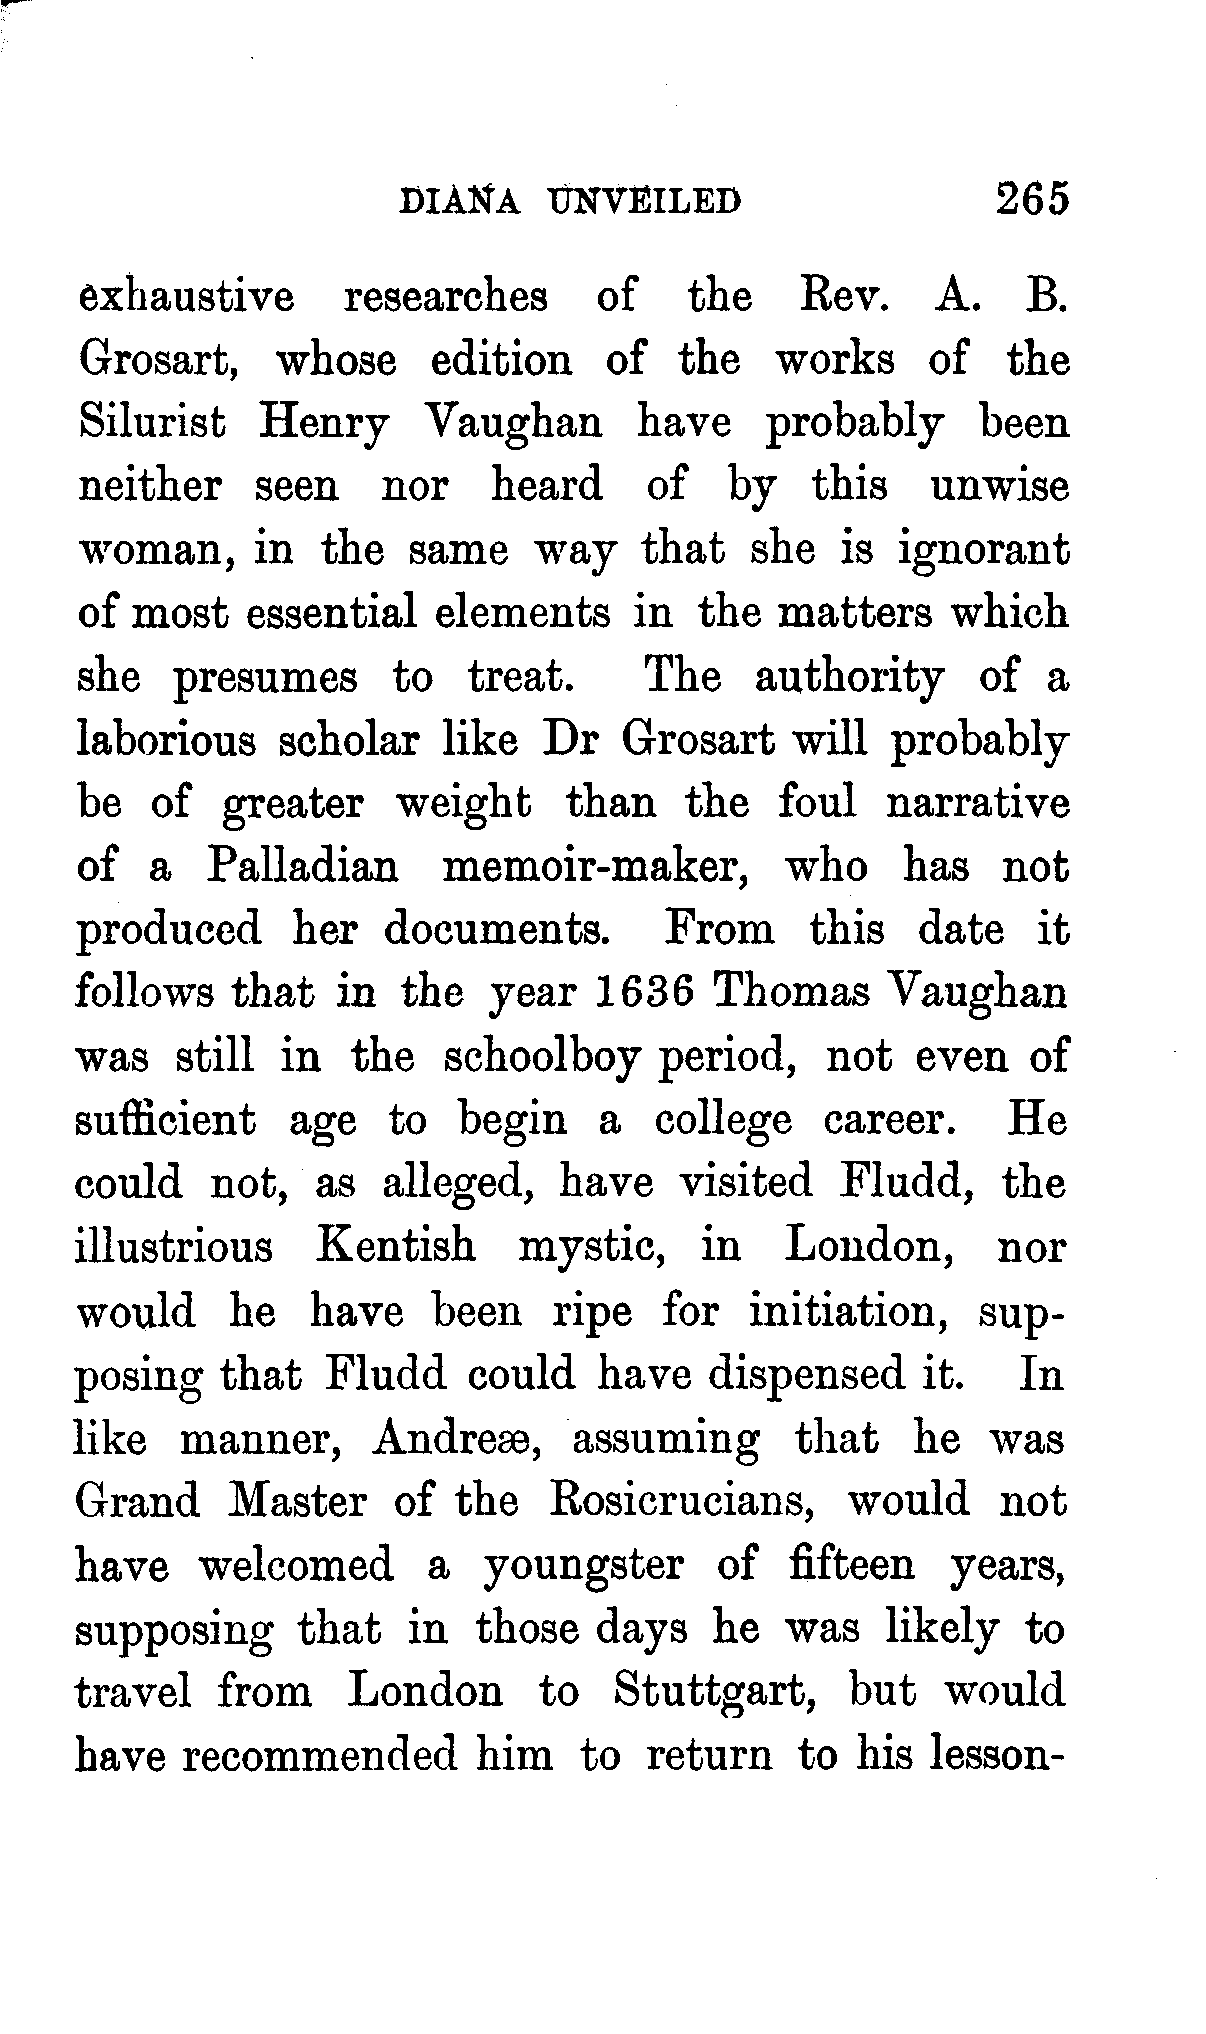 DIANA UNVEILED 265
exhaustive researches of the Rev. A. B.
Grosart, whose edition of the works of the
Silurist Henry Vaughan have probably been
neither seen nor heard of by this unwise
woman, in the same way that she is ignorant
of most essential elements in the matters which
she presumes to treat. The authority of a
laborious scholar like Dr Grosart will probably
be of greater weight than the foul narrative
of a Palladian memoir-maker, who has not
produced her documents. From this date it
follows that in the year 1636 Thomas Vaughan
was still in the schoolboy period, not even of
sufficient age to begin a college career. He
could not, as alleged, have visited Fludd, the
illustrious Kentish mystic, in London, nor
would he have been ripe for initiation, sup-
posing that Fludd could have dispensed it. In
like manner, Andreæ, assuming that he was
Grand Master of the Rosicrucians, would not
have welcomed a youngster of fifteen years,
supposing that in those days he was likely to
travel from London to Stuttgart, but would
have recommended him to return to his lesson-